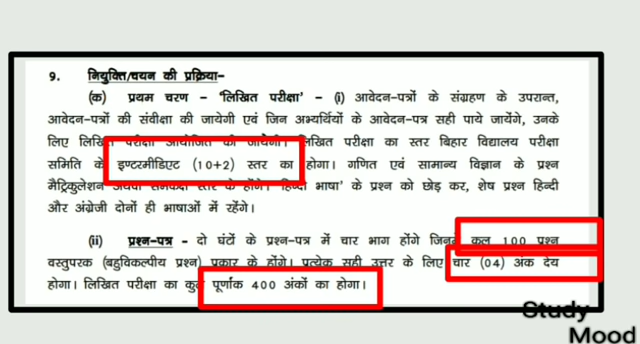 9. नियुक्ति/चयन की प्रक्रिया–
(क) प्रथम चरण – 'लिखित परीक्षा' – (i) आवेदन-पत्रों के संग्रहण के उपरान्त,
आवेदन-पत्रों की संवीक्षा की जायेगी एवं जिन अभ्यर्थियों के आवेदन-पत्र सही पाये जायेंगे, उनके
लिए लिखित परीक्षा आयोजित की जायेगी। लिखित परीक्षा का स्तर बिहार विद्यालय परीक्षा
समिति के इण्टरमीडिएट (10+2) स्तर का होगा। गणित एवं सामान्य विज्ञान के प्रश्न
मैट्रिकुलेशन अथवा समकक्ष स्तर के होंगे। 'हिन्दी भाषा' के प्रश्न को छोड़ कर, शेष प्रश्न हिन्दी
और अंग्रेजी दोनों ही भाषाओं में रहेंगे।
(ii) प्रश्न-पत्र - दो घंटों के प्रश्न-पत्र में चार भाग होंगे जिनमें कुल 100 प्रश्न
वस्तुपरक (बहुविकल्पीय प्रश्न) प्रकार के होंगे। प्रत्येक सही उत्तर के लिए चार (04) अंक देय
होगा। लिखित परीक्षा का कुल पूर्णांक 400 अंकों का होगा।
Study
Mood